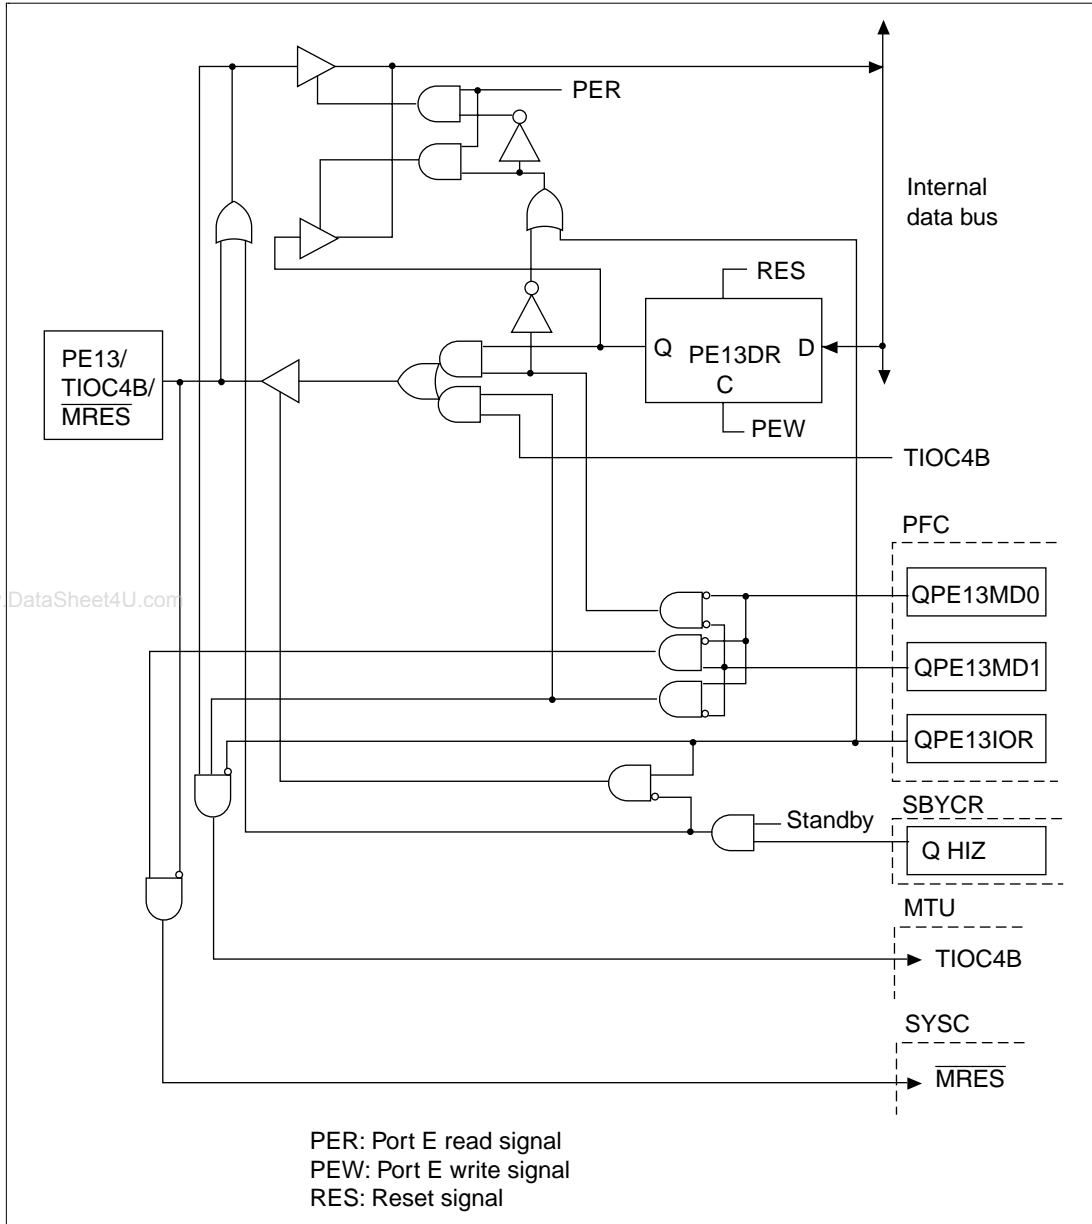 PER
Internal
data bus
RES
Q PE13DR D
C
PEW
PE13/
TIOC4B/
MRES
TIOC4B
PFC
QPE13MD0
.DataSheet4U.com
QPE13MD1
QPE13IOR
SBYCR
Standby
Q HIZ
MTU
TIOC4B
SYSC
MRES
PER: Port E read signal
PEW: Port E write signal
RES: Reset signal